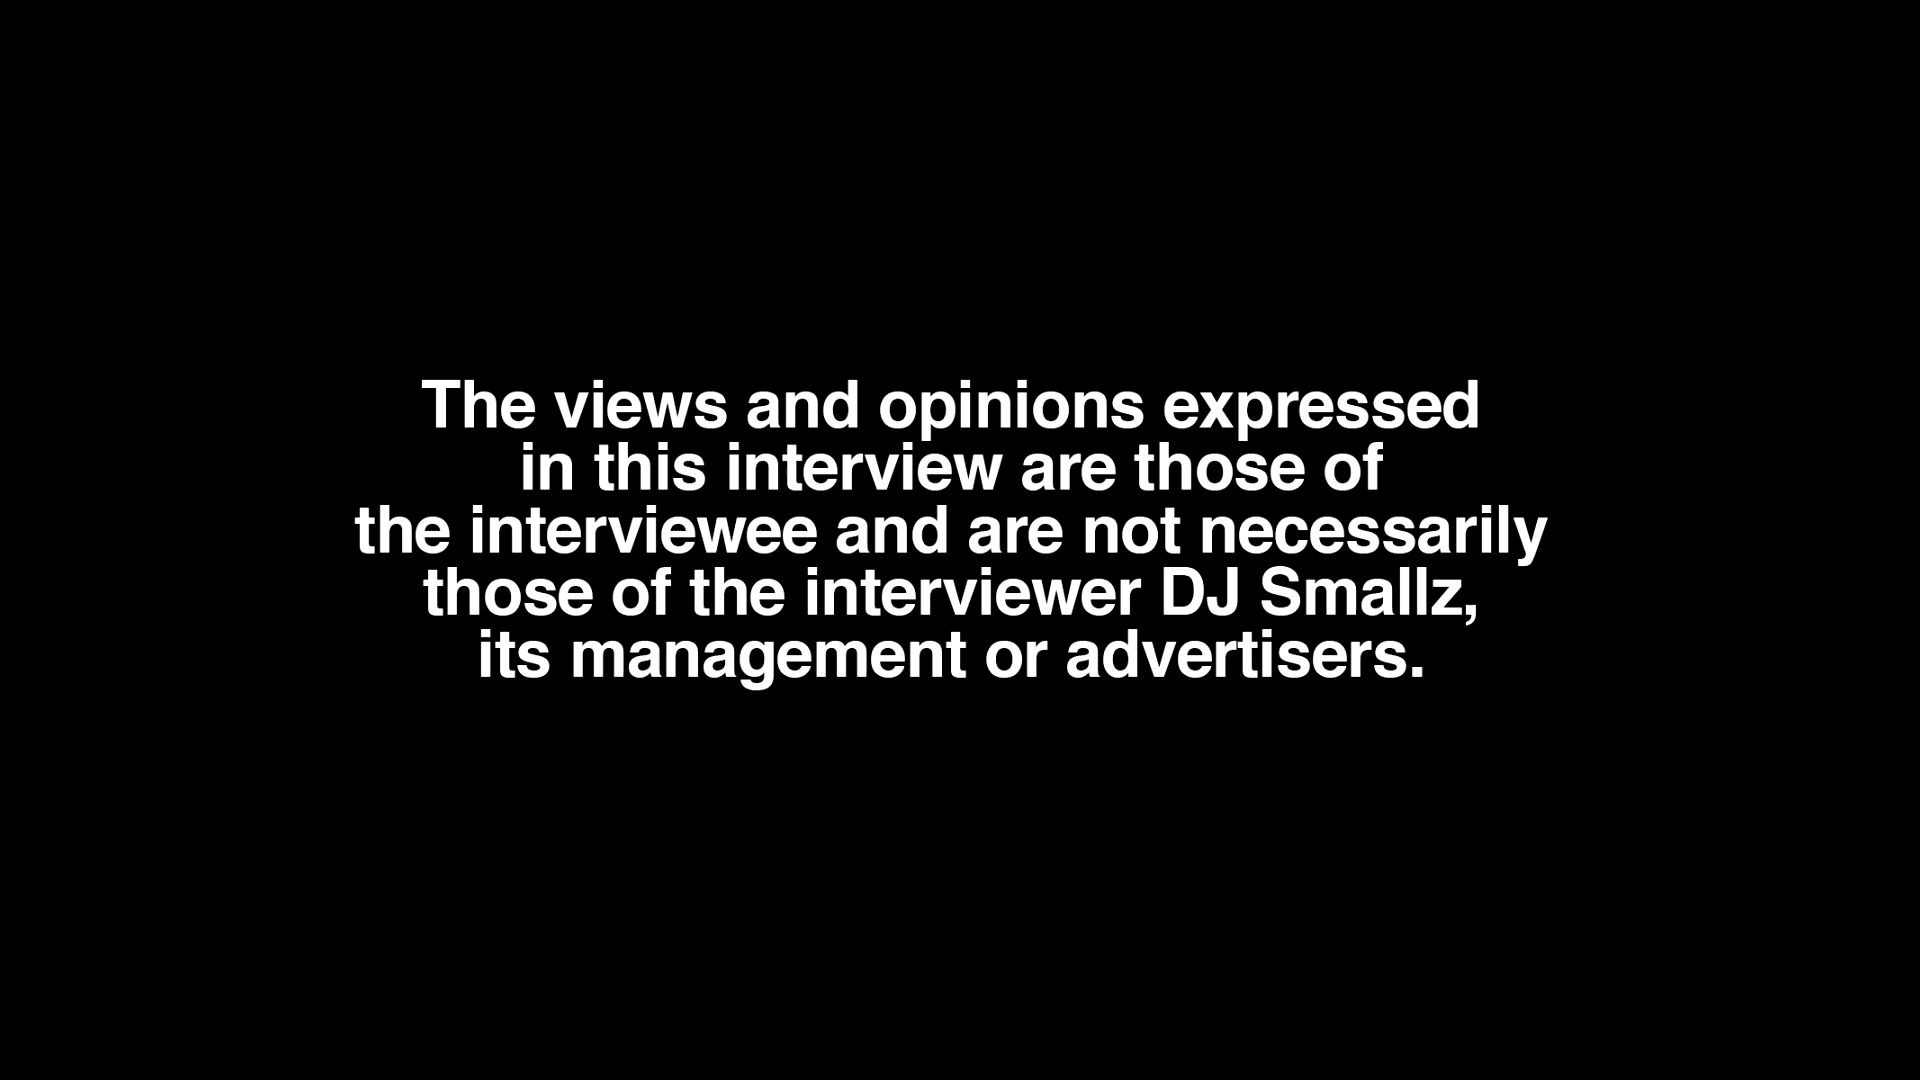 The views and opinions expressed
in this interview are those of
the interviewee and are not necessarily
those of the interviewer DJ Smallz,
its management or advertisers.